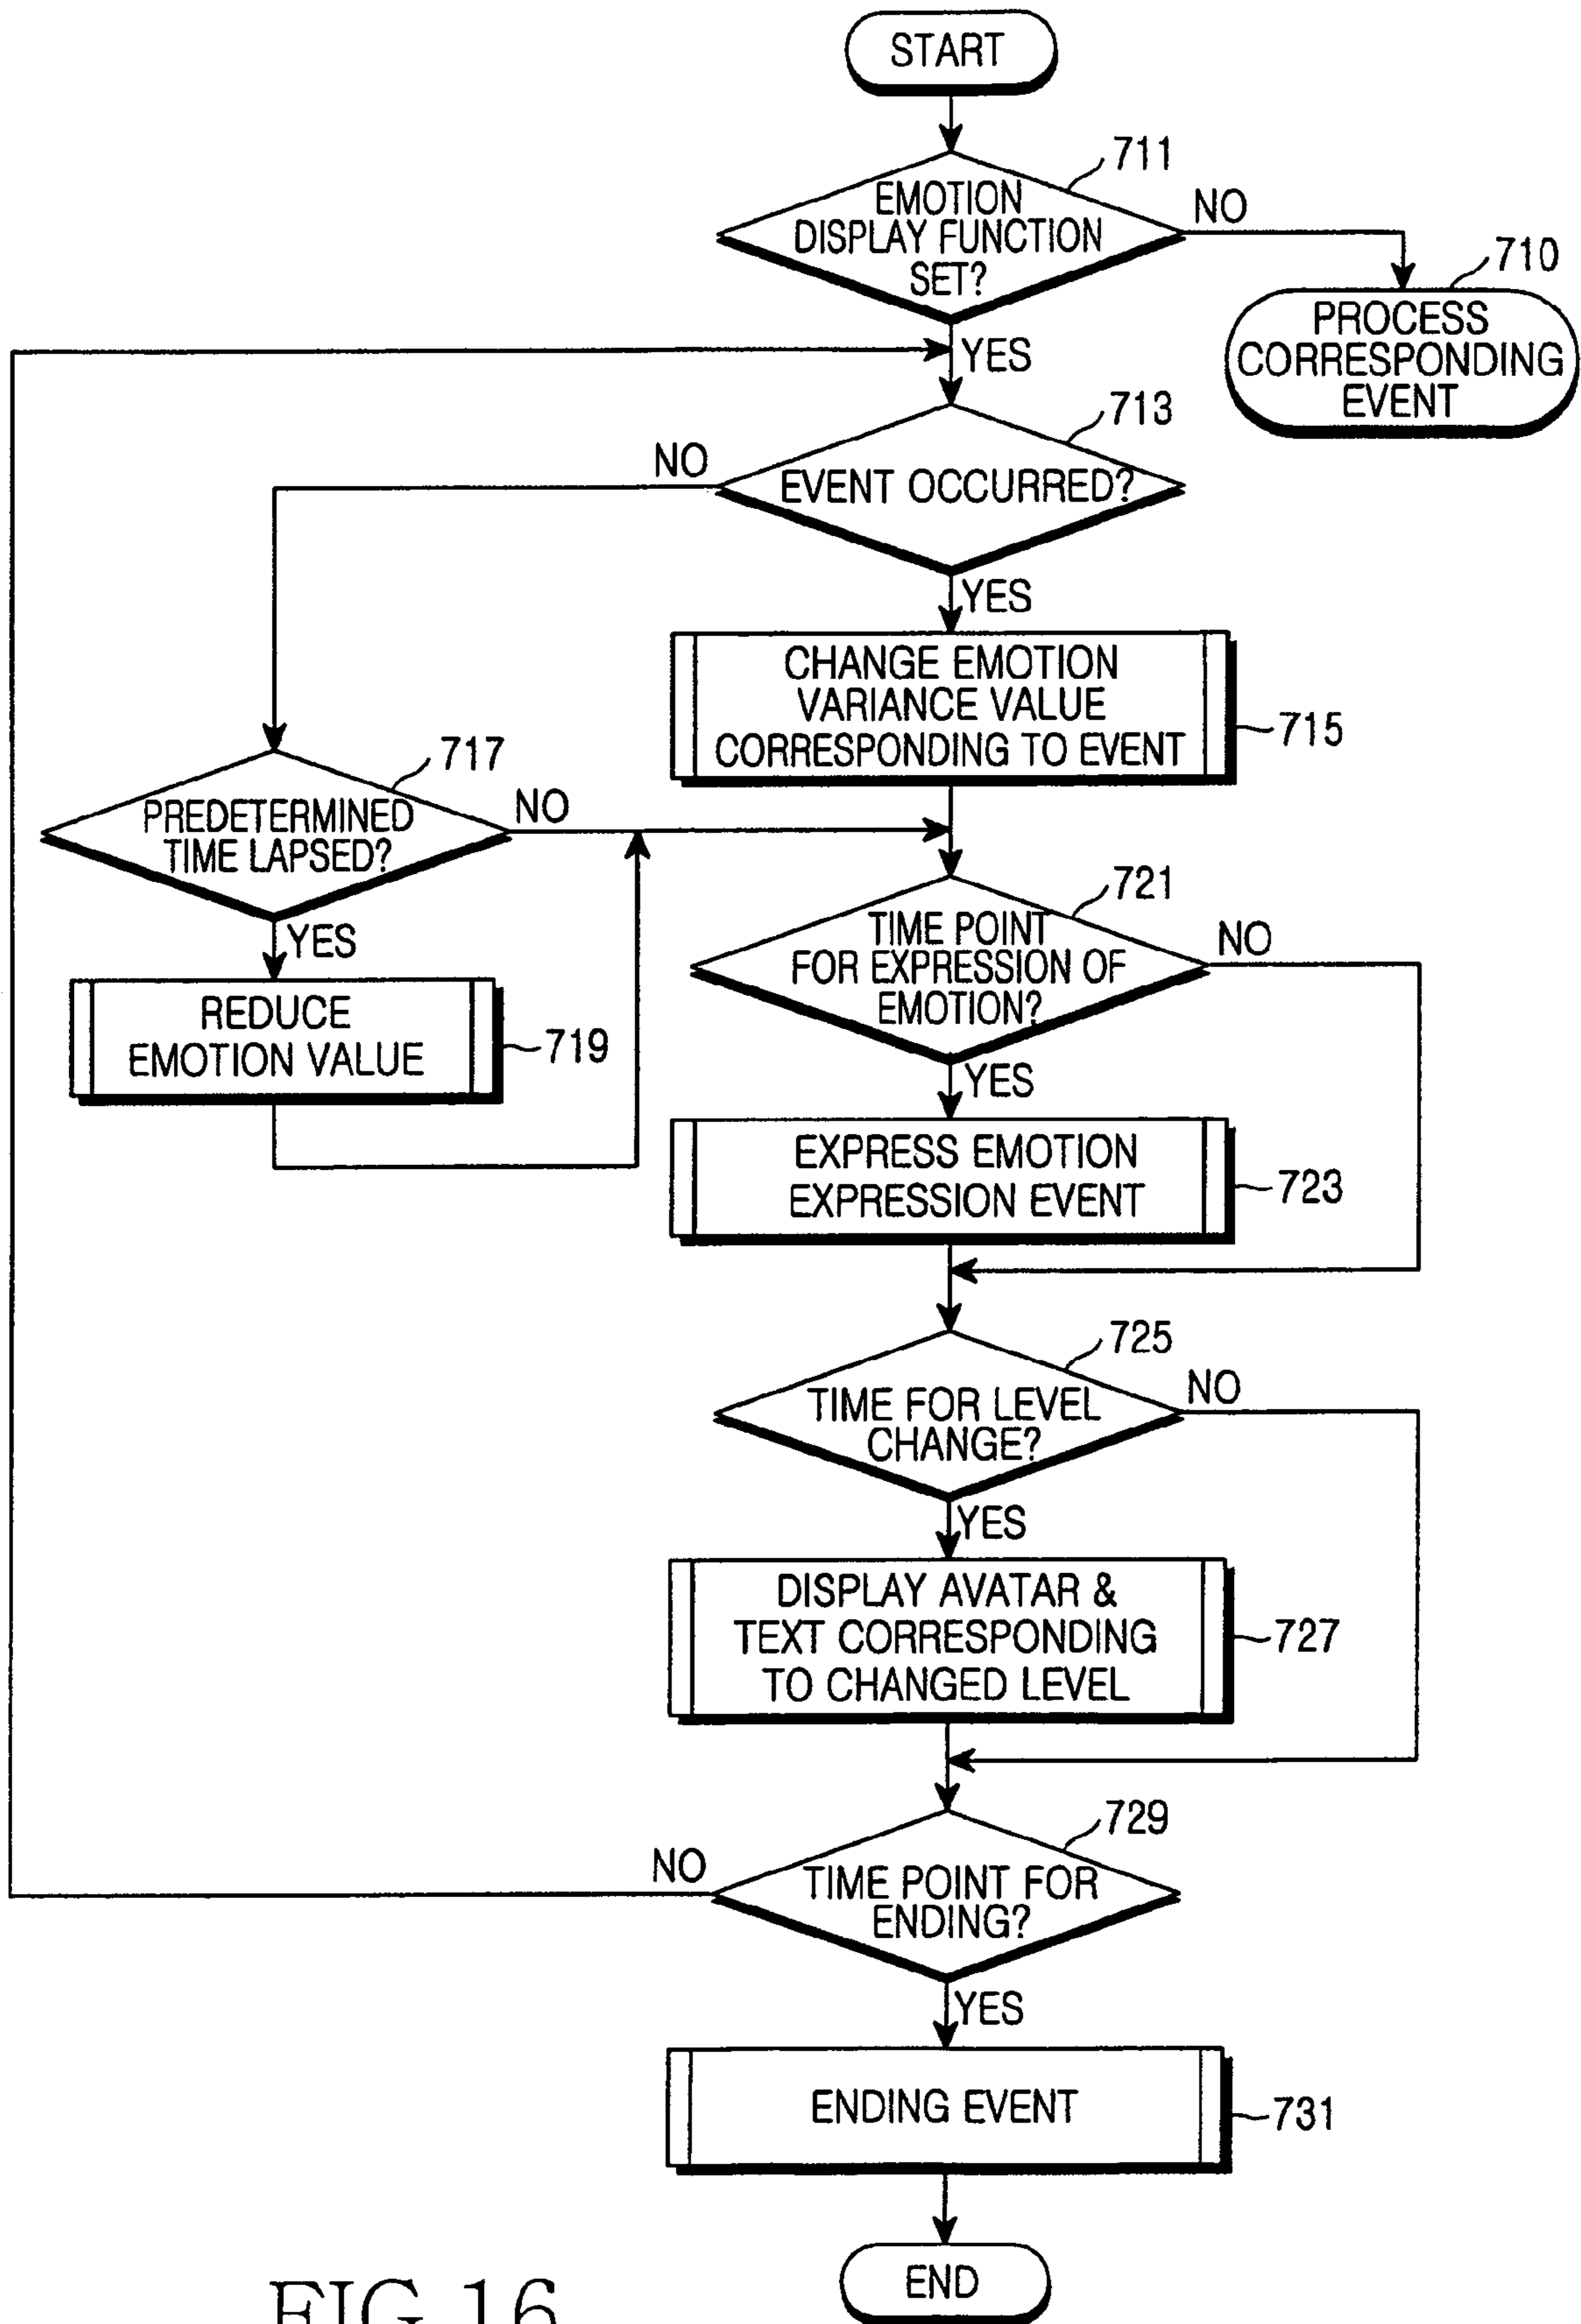 START
711
EMOTION
DISPLAY FUNCTION
SET?
NO
710
PROCESS
CORRESPONDING
EVENT
YES
713
NO
EVENT OCCURRED?
YES
CHANGE EMOTION
VARIANCE VALUE
CORRESPONDING TO EVENT
715
717
PREDETERMINED
TIME LAPSED?
NO
YES
REDUCE
EMOTION VALUE
719
721
TIME POINT
FOR EXPRESSION OF
EMOTION?
NO
YES
EXPRESS EMOTION
EXPRESSION EVENT
723
725
TIME FOR LEVEL
CHANGE?
NO
YES
DISPLAY AVATAR &
TEXT CORRESPONDING
TO CHANGED LEVEL
727
729
NO
TIME POINT FOR
ENDING?
YES
ENDING EVENT
731
END
FIG.16